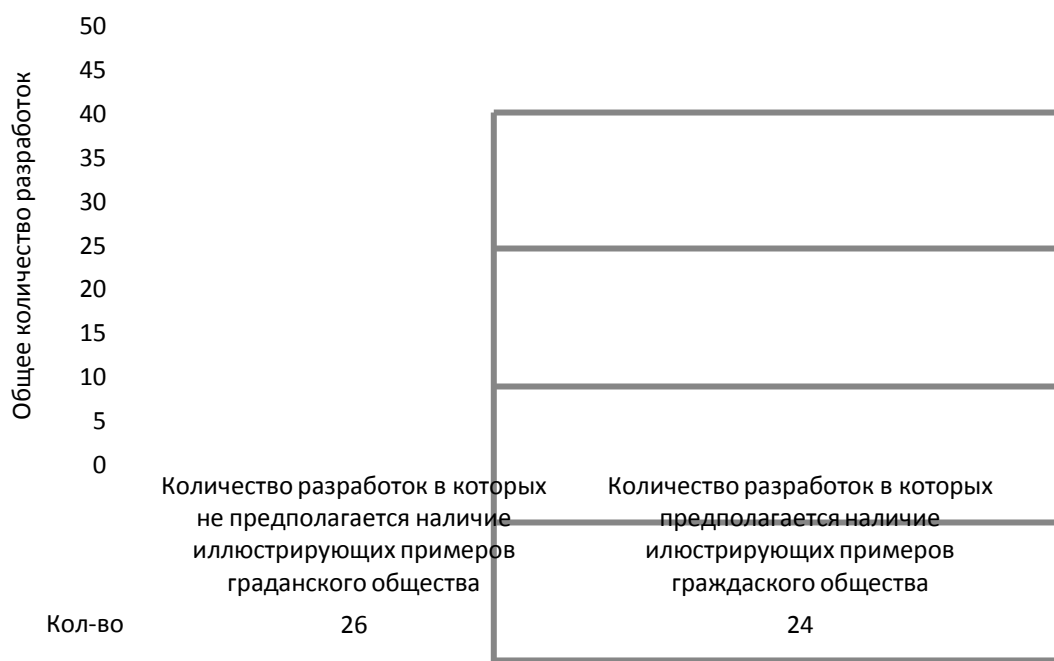 Общее количество разработок
50
45
40
35
30
25
20
15
10
5
0
Количество разработок в которых
не предполагается наличие
иллюстрирующих примеров
граданского общества
Количество разработок в которых
предполагается наличие
илюстрирующих примеров
граждаского общества
Кол-во 26 24